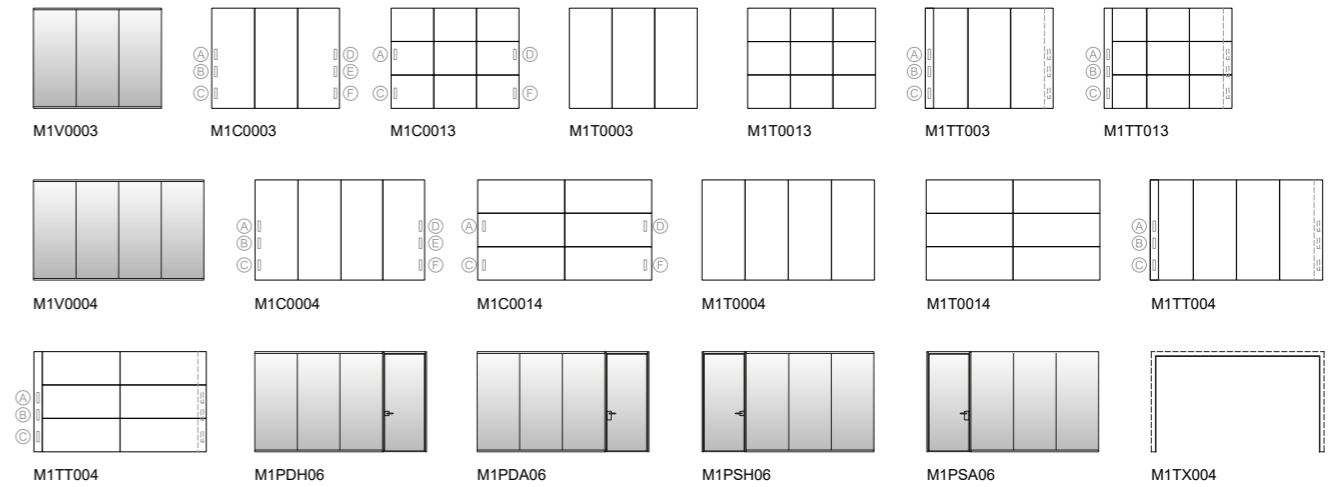 A D A D A A
B E B B
C F C F C C
M1V0003 M1C0003 M1C0013 M1T0003 M1T0013 M1TT003 M1TT013
A D A D A
B E B
C F C F C
M1V0004 M1C0004 M1C0014 M1T0004 M1T0014 M1TT004
A
B
C
M1TT004 M1PDH06 M1PDA06 M1PSH06 M1PSA06 M1TX004